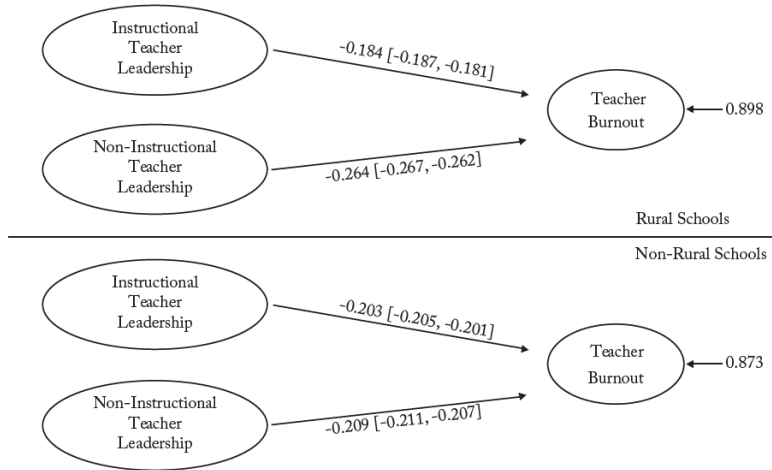 Instructional
Teacher
Leadership
-0.184 [-0.187, -0.181]
Teacher
Burnout
0.898
Non-Instructional
Teacher
Leadership
-0.264 [-0.267, -0.262]
Rural Schools
Non-Rural Schools
Instructional
Teacher
Leadership
-0.203 [-0.205, -0.201]
Teacher
Burnout
0.873
Non-Instructional
Teacher
Leadership
-0.209 [-0.211, -0.207]